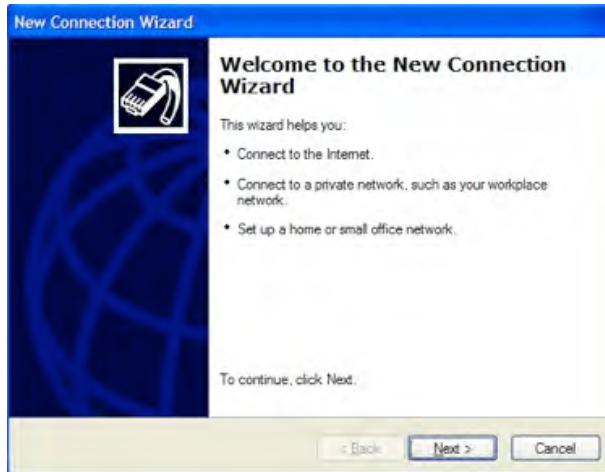 New Connection Wizard
Welcome to the New Connection
Wizard
This wizard helps you:
• Connect to the Internet.
• Connect to a private network, such as your workplace
network.
• Set up a home or small office network.
To continue, click Next.
< Back
Next >
Cancel